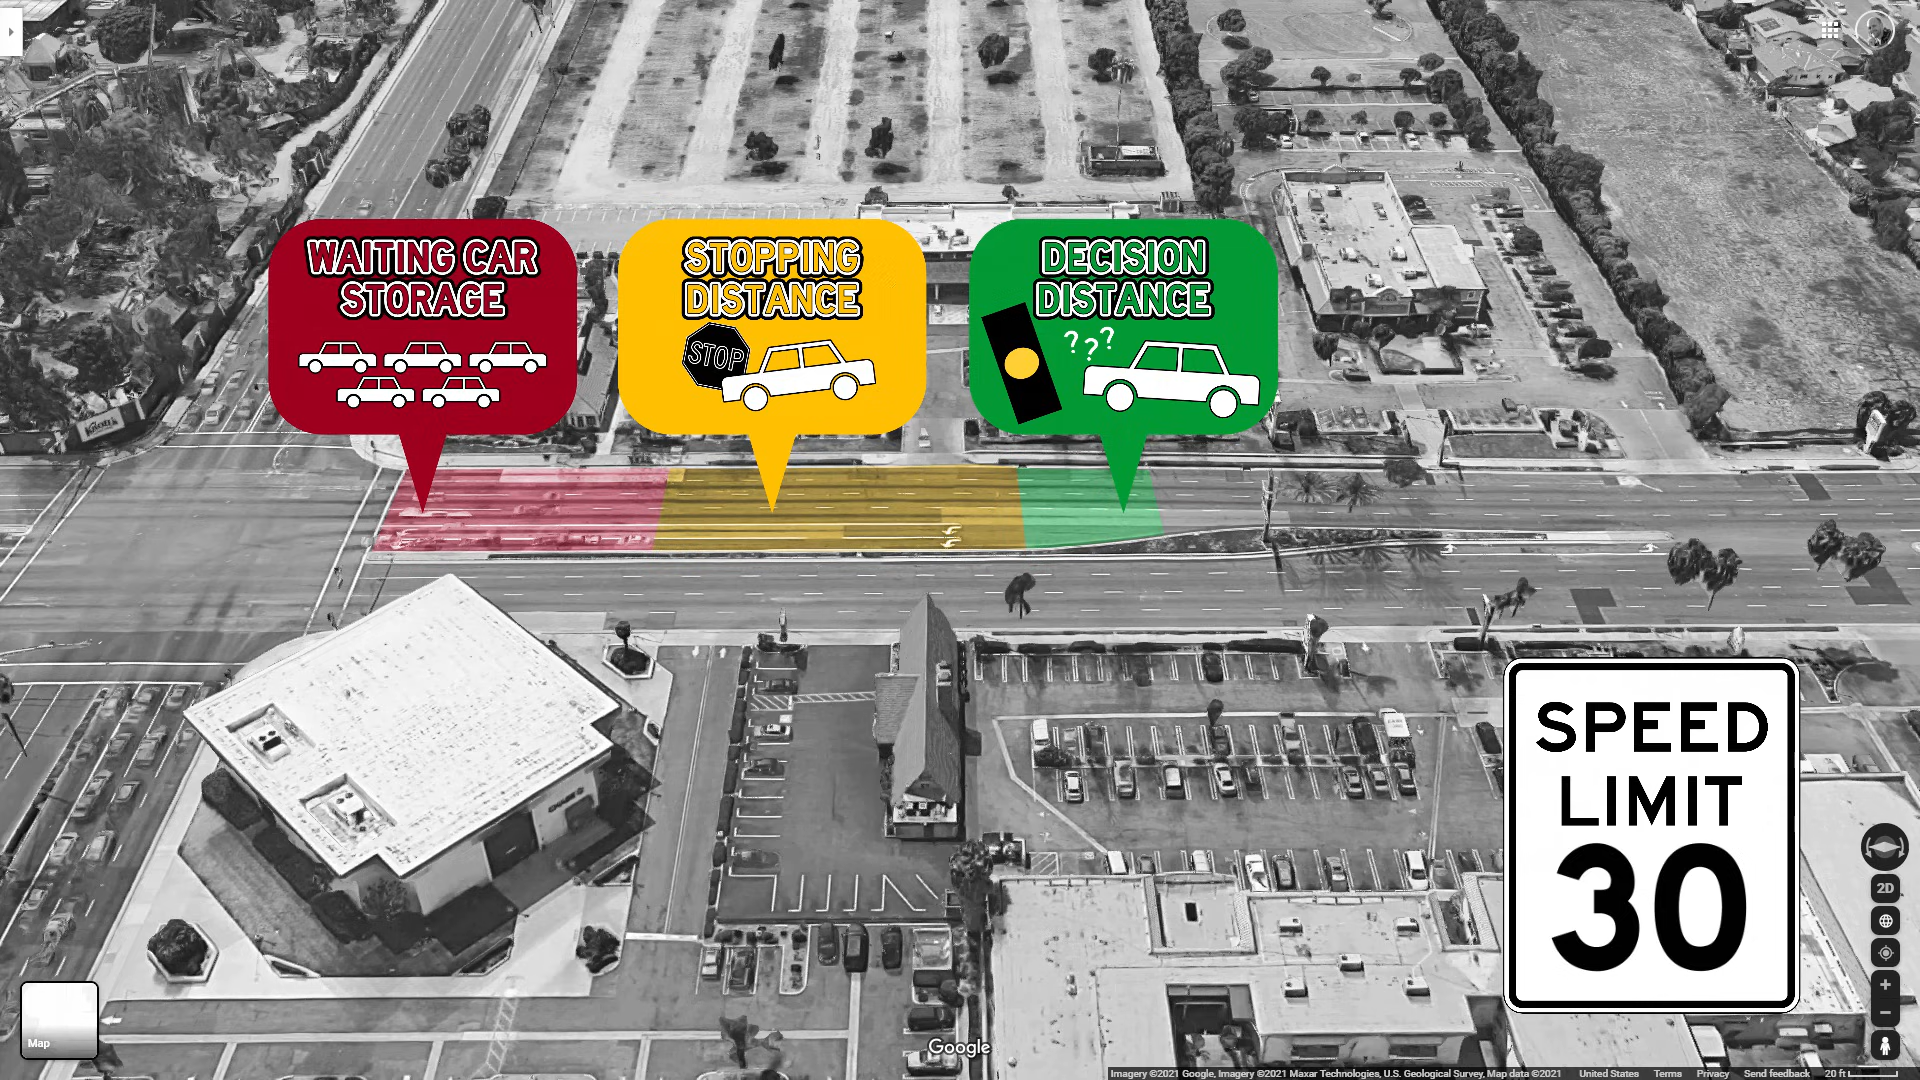 WAITING CAR
STORAGE
STOPPING
DISTANCE
STOP
DECISION
DISTANCE
???
SPEED
LIMIT
30
2D
Map
Google
Imagery ©2021 Google, Imagery ©2021 Maxar Technologies, U.S. Geological Survey, Map data ©2021 United States Terms Privacy Send feedback 20 ft